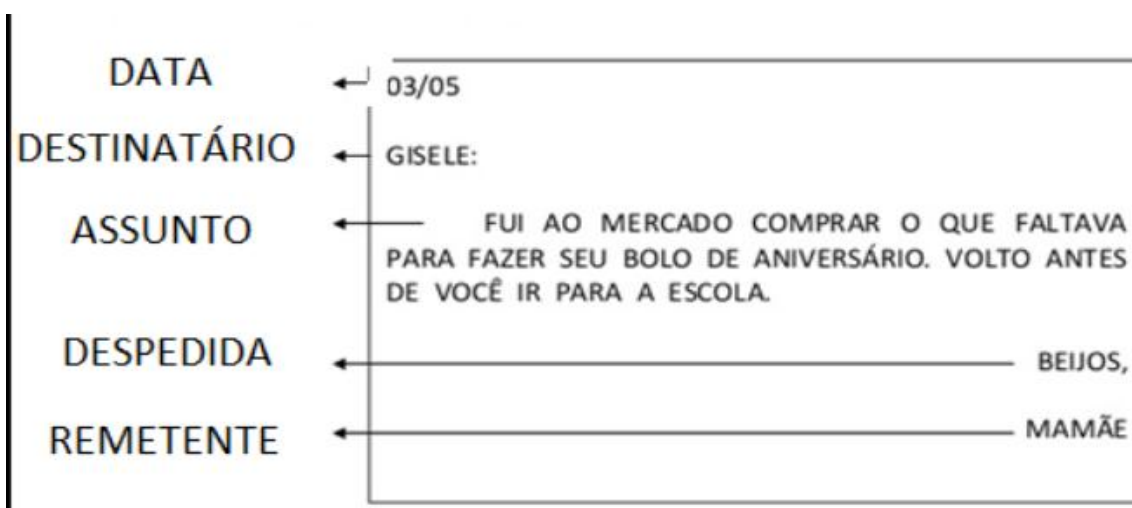 DATA
03/05
DESTINATÁRIO
GISELE:
ASSUNTO
FUI AO MERCADO COMPRAR O QUE FALTAVA
PARA FAZER SEU BOLO DE ANIVERSÁRIO. VOLTO ANTES
DE VOCÊ IR PARA A ESCOLA.
DESPEDIDA
BEIJOS,
REMETENTE
MAMÃE